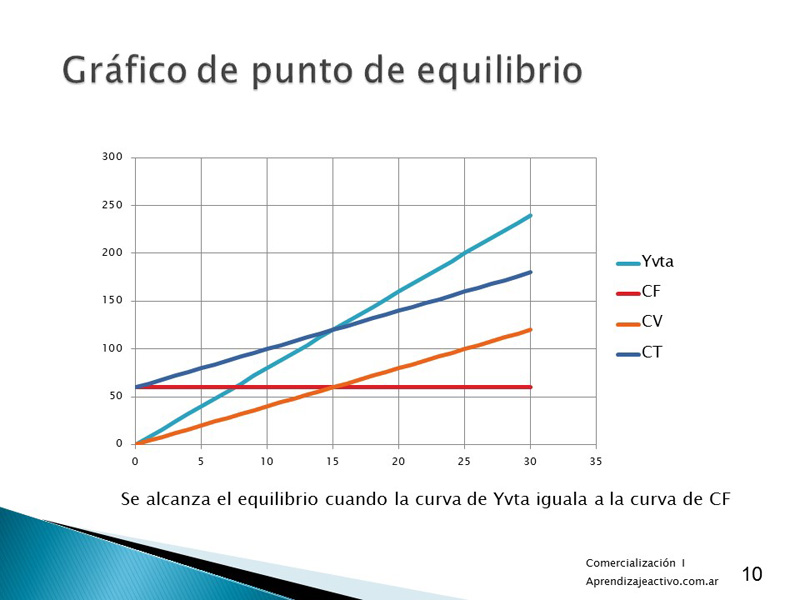 Gráfico de punto de equilibrio
300
250
200
150
100
50
0
0 5 10 15 20 25 30 35
Yvta
CF
CV
CT
Se alcanza el equilibrio cuando la curva de Yvta iguala a la curva de CF
Comercialización I
Aprendizajeactivo.com.ar
10